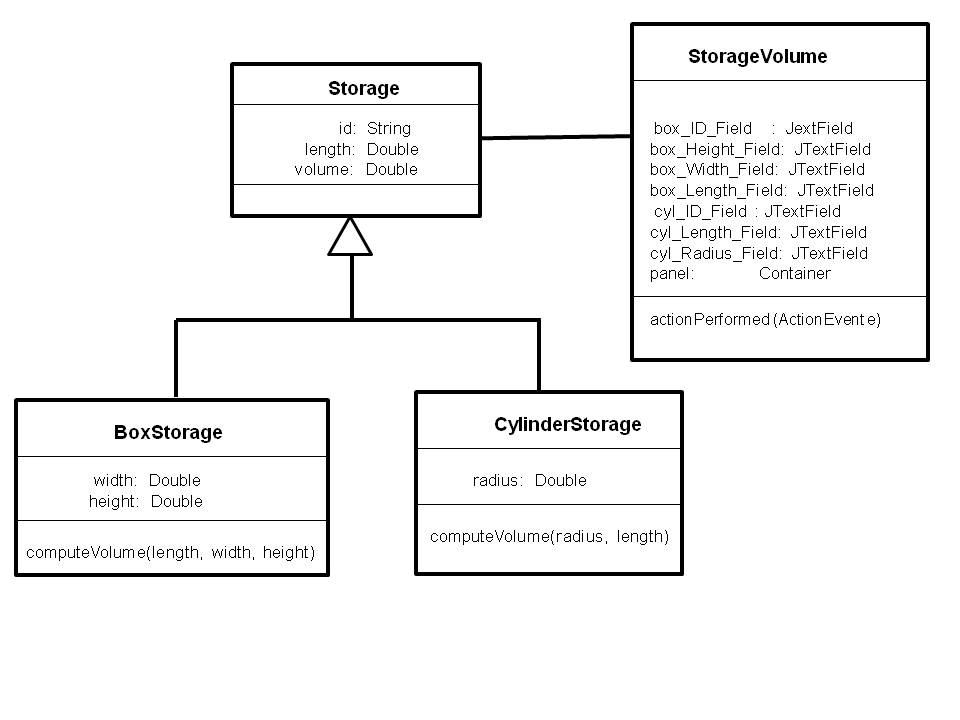 Storage
id: String
length: Double
volume: Double
StorageVolume
box_ID_Field : JextField
box_Height_Field: JTextField
box_Width_Field: JTextField
box_Length_Field: JTextField
cyl_ID_Field : JTextField
cyl_Length_Field: JTextField
cyl_Radius_Field: JTextField
panel: Container
actionPerformed(ActionEvent e)
BoxStorage
width: Double
height: Double
computeVolume(length, width, height)
CylinderStorage
radius: Double
computeVolume(radius, length)